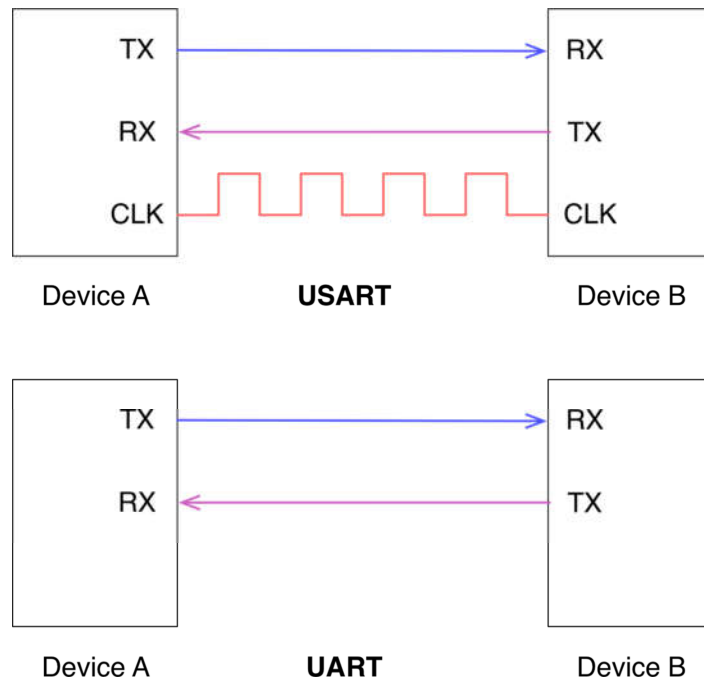 TX RX
RX TX
CLK CLK
Device A USART Device B
TX RX
RX TX
Device A UART Device B